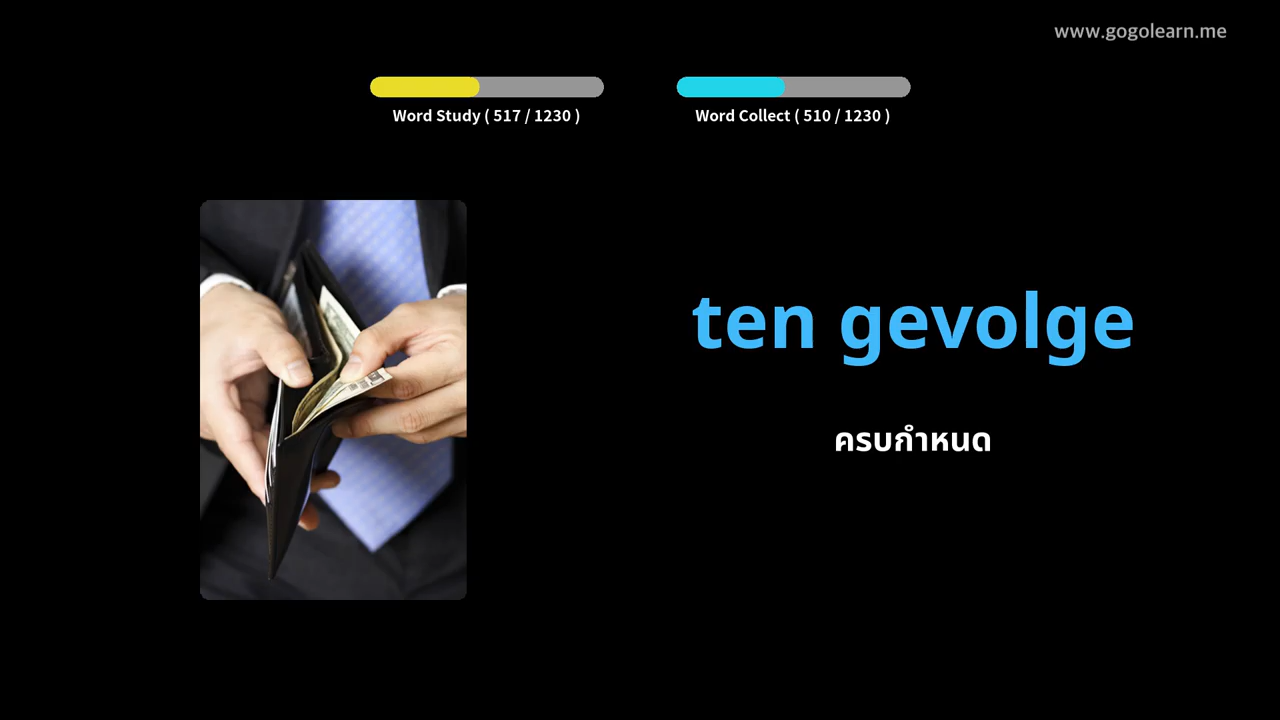 www.gogolearn.me
Word Study ( 517 / 1230 )
Word Collect ( 510 / 1230 )
ten gevolge
ครบกำหนด